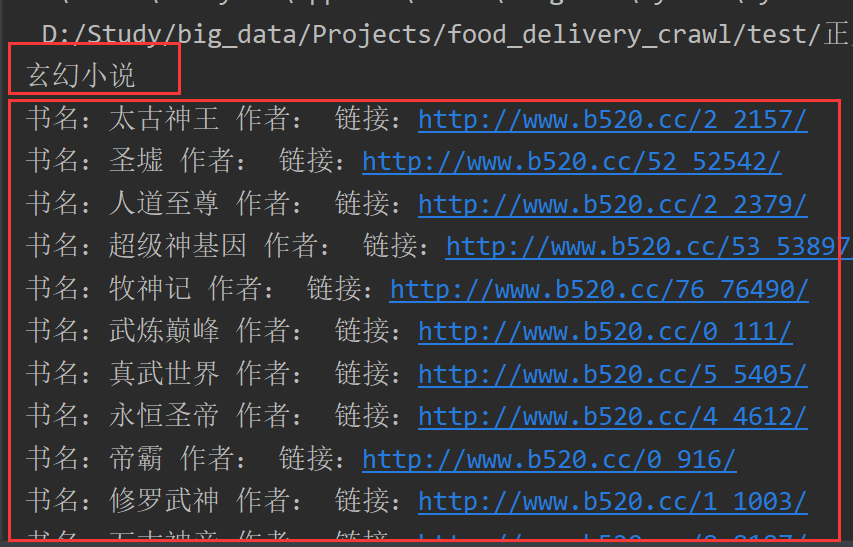 D:/Study/big_data/Projects/food_delivery_crawl/test/正
玄幻小说
书名：太古神王 作者： 链接：http://www.b520.cc/2_2157/
书名：圣墟 作者： 链接：http://www.b520.cc/52_52542/
书名：人道至尊 作者： 链接：http://www.b520.cc/2_2379/
书名：超级神基因 作者： 链接：http://www.b520.cc/53_53897
书名：牧神记 作者： 链接：http://www.b520.cc/76_76490/
书名：武炼巅峰 作者： 链接：http://www.b520.cc/0_111/
书名：真武世界 作者： 链接：http://www.b520.cc/5_5405/
书名：永恒圣帝 作者： 链接：http://www.b520.cc/4_4612/
书名：帝霸 作者： 链接：http://www.b520.cc/0_916/
书名：修罗武神 作者： 链接：http://www.b520.cc/1_1003/